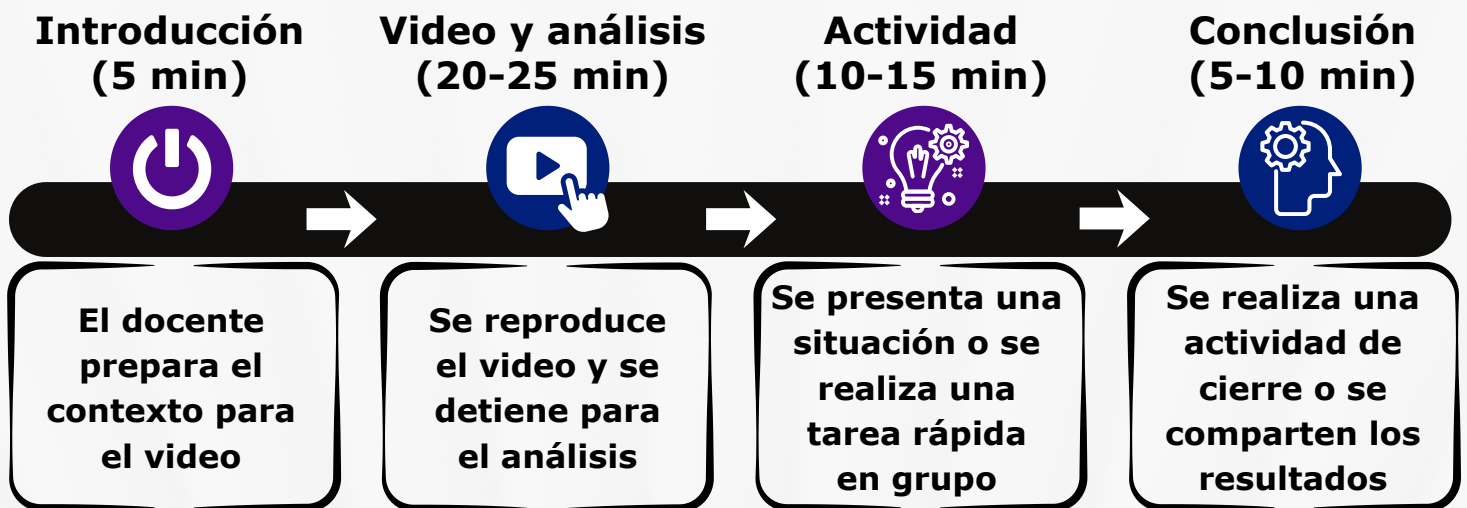 Introducción
(5 min)
Video y análisis
(20-25 min)
Actividad
(10-15 min)
Conclusión
(5-10 min)
El docente
prepara el
contexto para
el video
Se reproduce
el video y se
detiene para
el análisis
Se presenta una
situación o se
realiza una
tarea rápida
en grupo
Se realiza una
actividad de
cierre o se
comparten los
resultados